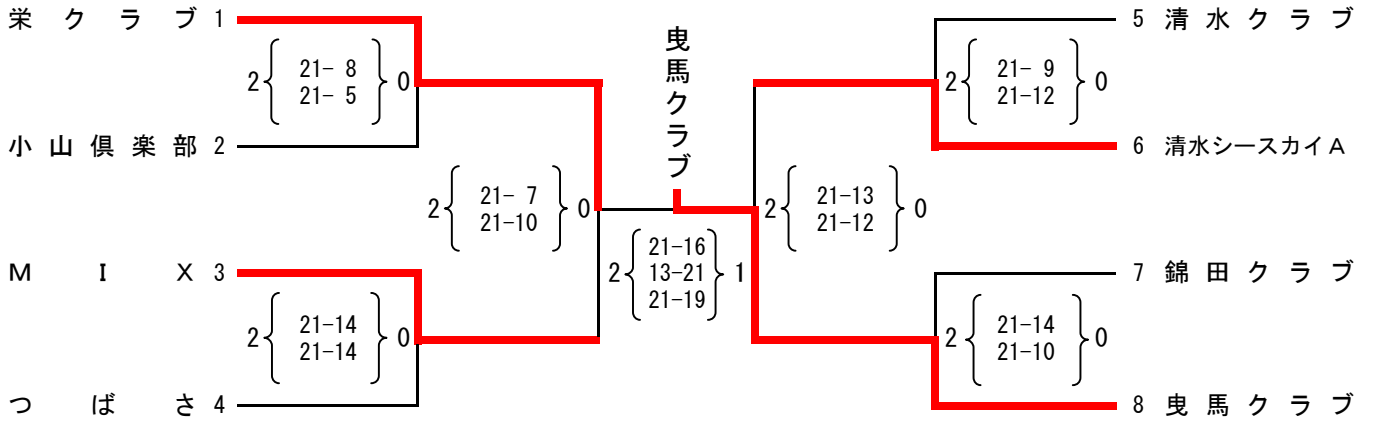 栄クラブ 1
2 21- 8 0
21- 5
小山倶楽部 2
2 21- 7 0
21-10
MIX 3
2 21-14 0
21-14
つばさ 4
曳馬クラブ
2 21-16 1
13-21
21-19
5 清水クラブ
2 21- 9 0
21-12
6 清水シースカイA
2 21-13 0
21-12
7 錦田クラブ
2 21-14 0
21-10
8 曳馬クラブ